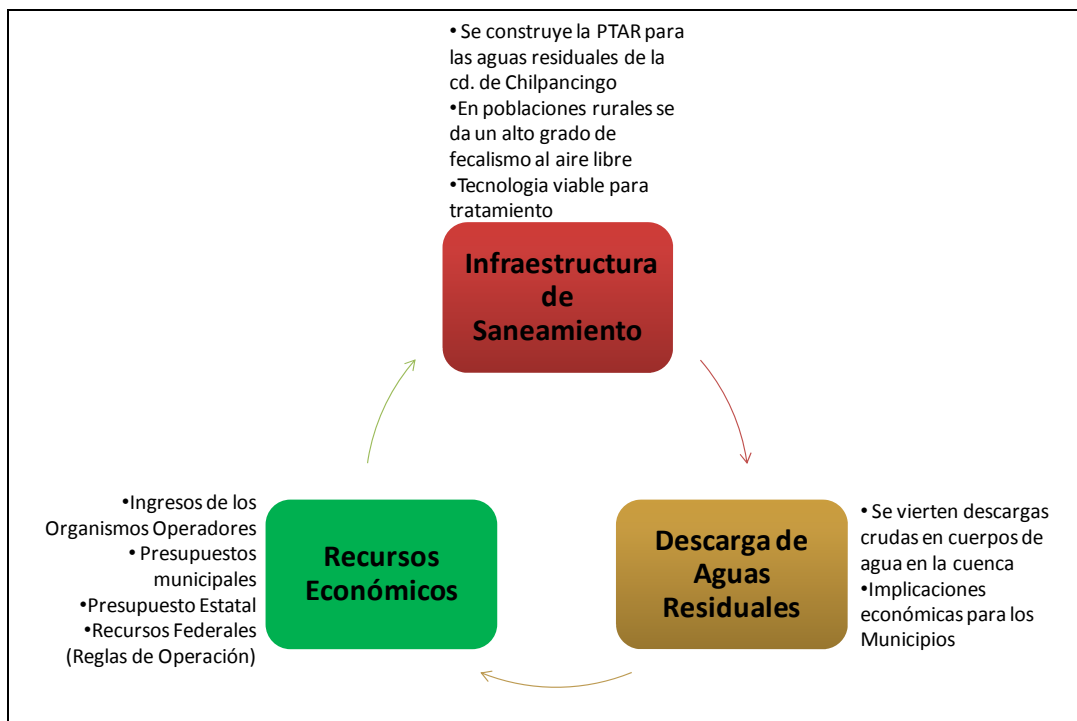 • Se construye la PTAR para
las aguas residuales de la
cd. de Chilpancingo
•En poblaciones rurales se
da un alto grado de
fecalismo al aire libre
•Tecnologia viable para
tratamiento
Infraestructura
de
Saneamiento
•Ingresos de los
Organismos Operadores
• Presupuestos
municipales
•Presupuesto Estatal
•Recursos Federales
(Reglas de Operación)
Recursos
Económicos
Descarga de
Aguas
Residuales
• Se vierten descargas
crudas en cuerpos de
agua en la cuenca
•Implicaciones
económicas para los
Municipios